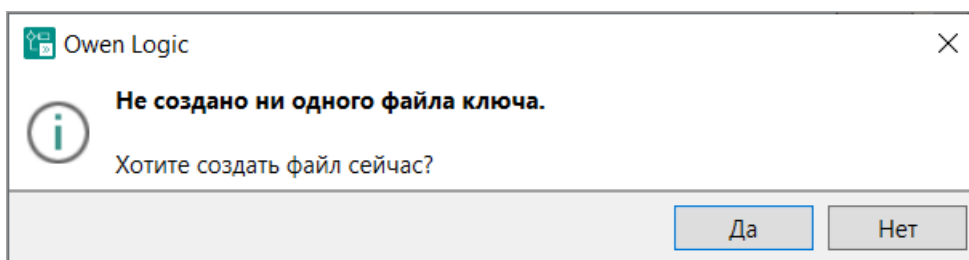 Owen Logic
Не создано ни одного файла ключа.
Хотите создать файл сейчас?
Да Нет